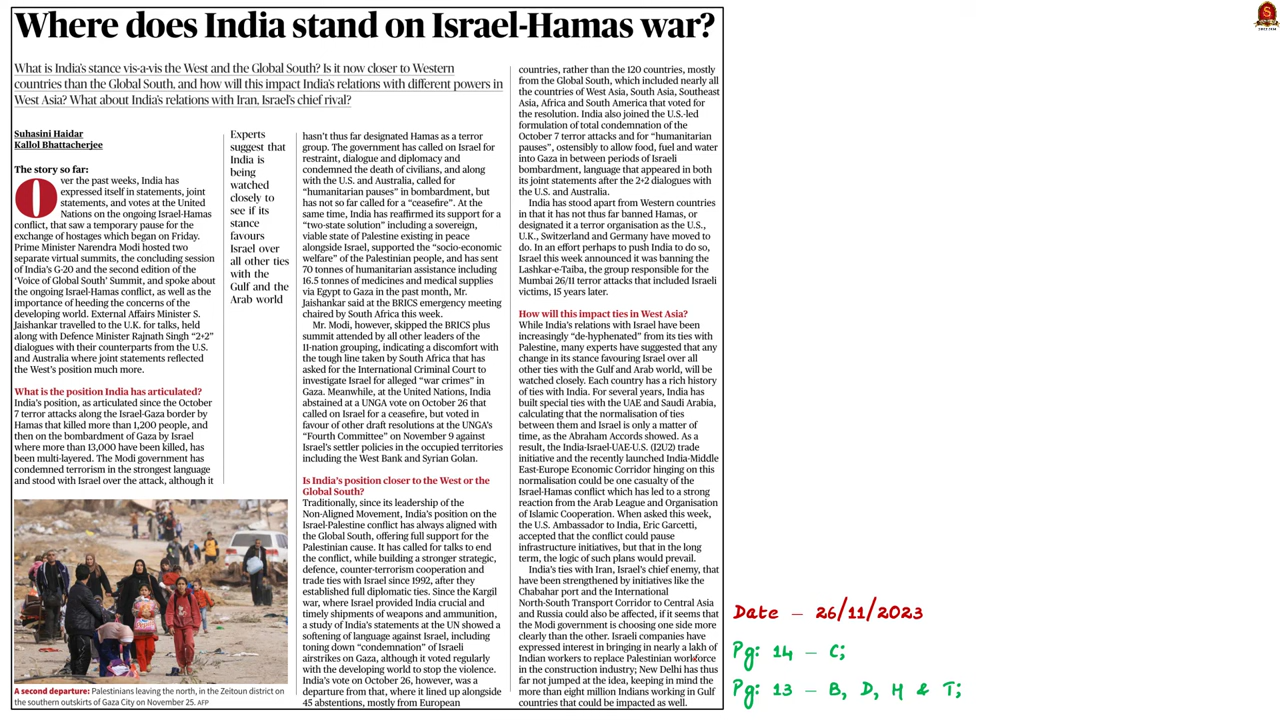 Where does India stand on Israel-Hamas war?
What is India's stance vis-a-vis the West and the Global South? Is it now closer to Western
countries than the Global South, and how will this impact India's relations with different powers in
West Asia? What about India's relations with Iran, Israel's chief rival?
Suhasini Haidar
Kallol Bhattacherjee
The story so far:
Over the past weeks, India has
expressed itself in statements, joint
statements, and votes at the United
Nations on the ongoing Israel-Hamas
conflict, that saw a temporary pause for the
exchange of hostages which began on Friday.
Prime Minister Narendra Modi hosted two
separate virtual summits, the concluding session
of India's G-20 and the second edition of the
'Voice of Global South' Summit, and spoke about
the ongoing Israel-Hamas conflict, as well as the
importance of heeding the concerns of the
developing world. External Affairs Minister S.
Jaishankar travelled to the U.K. for talks, held
along with Defence Minister Rajnath Singh "2+2"
dialogues with their counterparts from the U.S.
and Australia where joint statements reflected
the West's position much more.
What is the position India has articulated?
India's position, as articulated since the October
7 terror attacks along the Israel-Gaza border by
Hamas that killed more than 1,200 people, and
then on the bombardment of Gaza by Israel
where more than 13,000 have been killed, has
been multi-layered. The Modi government has
condemned terrorism in the strongest language
and stood with Israel over the attack, although it
Experts
suggest that
India is
being
watched
closely to
see if its
stance
favours
Israel over
all other ties
with the
Gulf and the
Arab world
A second departure: Palestinians leaving the north, in the Zeitoun district on
the southern outskirts of Gaza City on November 25. AFP
hasn't thus far designated Hamas as a terror
group. The government has called on Israel for
restraint, dialogue and diplomacy and
condemned the death of civilians, and along
with the U.S. and Australia, called for
"humanitarian pauses" in bombardment, but
has not so far called for a "ceasefire". At the
same time, India has reaffirmed its support for a
"two-state solution" including a sovereign,
viable state of Palestine existing in peace
alongside Israel, supported the "socio-economic
welfare" of the Palestinian people, and has sent
70 tonnes of humanitarian assistance including
16.5 tonnes of medicines and medical supplies
via Egypt to Gaza in the past month, Mr.
Jaishankar said at the BRICS emergency meeting
chaired by South Africa this week.
Mr. Modi, however, skipped the BRICS plus
summit attended by all other leaders of the
11-nation grouping, indicating a discomfort with
the tough line taken by South Africa that has
asked for the International Criminal Court to
investigate Israel for alleged "war crimes" in
Gaza. Meanwhile, at the United Nations, India
abstained at a UNGA vote on October 26 that
called on Israel for a ceasefire, but voted in
favour of other draft resolutions at the UNGA's
"Fourth Committee" on November 9 against
Israel's settler policies in the occupied territories
including the West Bank and Syrian Golan.
Is India's position closer to the West or the
Global South?
Traditionally, since its leadership of the
Non-Aligned Movement, India's position on the
Israel-Palestine conflict has always aligned with
the Global South, offering full support for the
Palestinian cause. It has called for talks to end
the conflict, while building a stronger strategic,
defence, counter-terrorism cooperation and
trade ties with Israel since 1992, after they
established full diplomatic ties. Since the Kargil
war, where Israel provided India crucial and
timely shipments of weapons and ammunition,
a study of India's statements at the UN showed a
softening of language against Israel, including
toning down "condemnation" of Israeli
airstrikes on Gaza, although it voted regularly
with the developing world to stop the violence.
India's vote on October 26, however, was a
departure from that, where it lined up alongside
45 abstentions, mostly from European
countries, rather than the 120 countries, mostly
from the Global South, which included nearly all
the countries of West Asia, South Asia, Southeast
Asia, Africa and South America that voted for
the resolution. India also joined the U.S.-led
formulation of total condemnation of the
October 7 terror attacks and for "humanitarian
pauses", ostensibly to allow food, fuel and water
into Gaza in between periods of Israeli
bombardment, language that appeared in both
its joint statements after the 2+2 dialogues with
the U.S. and Australia.
India has stood apart from Western countries
in that it has not thus far banned Hamas, or
designated it a terror organisation as the U.S.,
U.K., Switzerland and Germany have moved to
do. In an effort perhaps to push India to do so,
Israel this week announced it was banning the
Lashkar-e-Taiba, the group responsible for the
Mumbai 26/11 terror attacks that included Israeli
victims, 15 years later.
How will this impact ties in West Asia?
While India's relations with Israel have been
increasingly "de-hyphenated" from its ties with
Palestine, many experts have suggested that any
change in its stance favouring Israel over all
other ties with the Gulf and Arab world, will be
watched closely. Each country has a rich history
of ties with India. For several years, India has
built special ties with the UAE and Saudi Arabia,
calculating that the normalisation of ties
between them and Israel is only a matter of
time, as the Abraham Accords showed. As a
result, the India-Israel-UAE-U.S. (I2U2) trade
initiative and the recently launched India-Middle
East-Europe Economic Corridor hinging on this
normalisation could be one casualty of the
Israel-Hamas conflict which has led to a strong
reaction from the Arab League and Organisation
of Islamic Cooperation. When asked this week,
the U.S. Ambassador to India, Eric Garcetti,
accepted that the conflict could pause
infrastructure initiatives, but that in the long
term, the logic of such plans would prevail.
India's ties with Iran, Israel's chief enemy, that
have been strengthened by initiatives like the
Chabahar port and the International
North-South Transport Corridor to Central Asia
and Russia could also be affected, if it seems that
the Modi government is choosing one side more
clearly than the other. Israeli companies have
expressed interest in bringing in nearly a lakh of
Indian workers to replace Palestinian workforce
in the construction industry; New Delhi has thus
far not jumped at the idea, keeping in mind the
more than eight million Indians working in Gulf
countries that could be impacted as well.
Date – 26/11/2023
Pg: 14 – C;
Pg: 13 – B, D, H & T;